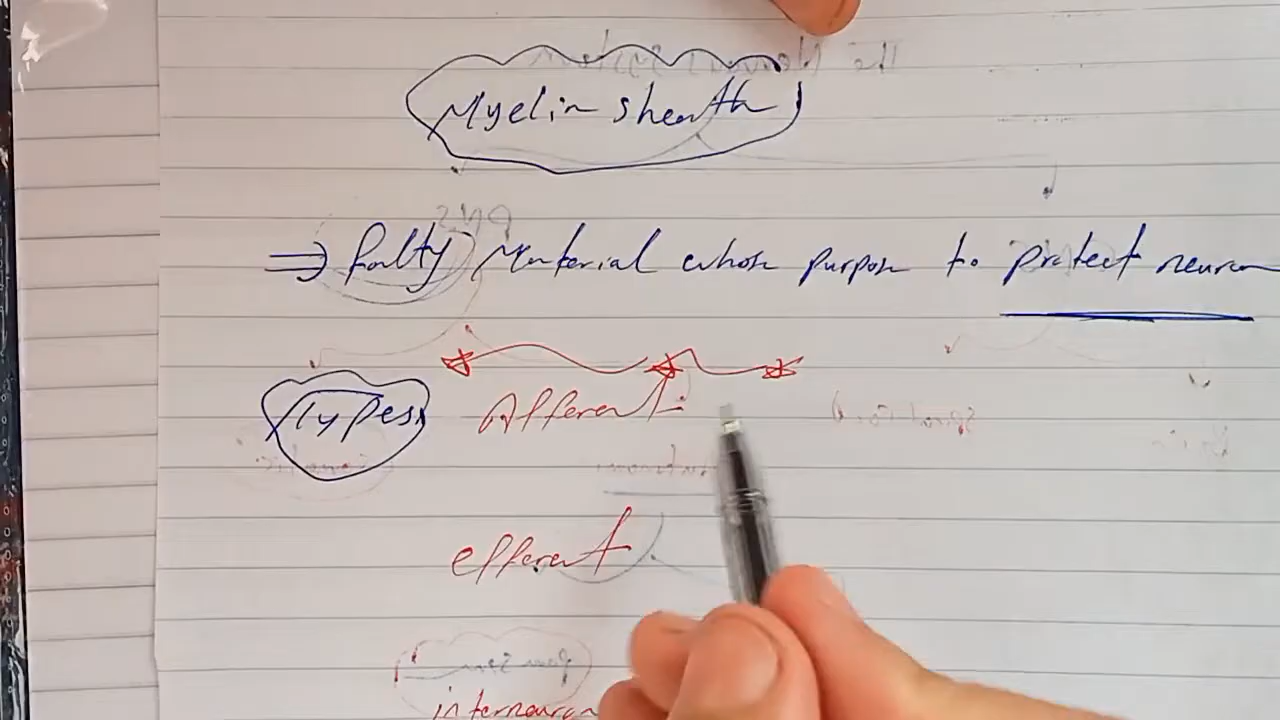 Myelin sheath
⇒ fatty Material whose purpose to protect neuron
Types Afferent:
efferent
interneuron